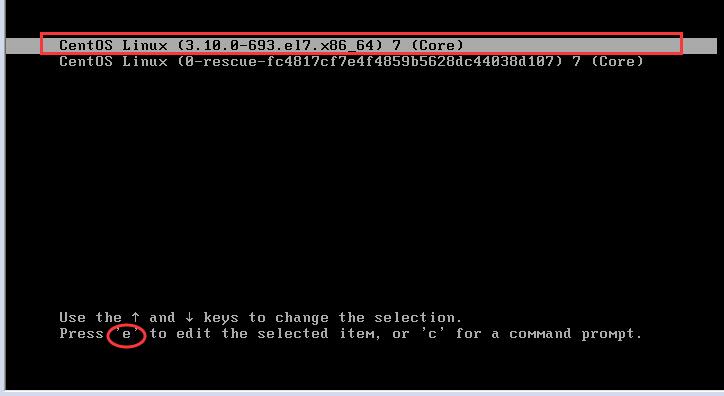 CentOS Linux (3.10.0-693.el7.x86_64) 7 (Core)
CentOS Linux (0-rescue-fc4817cf7e4f4859b5628dc44038d107) 7 (Core)
Use the ↑ and ↓ keys to change the selection.
Press 'e' to edit the selected item, or 'c' for a command prompt.